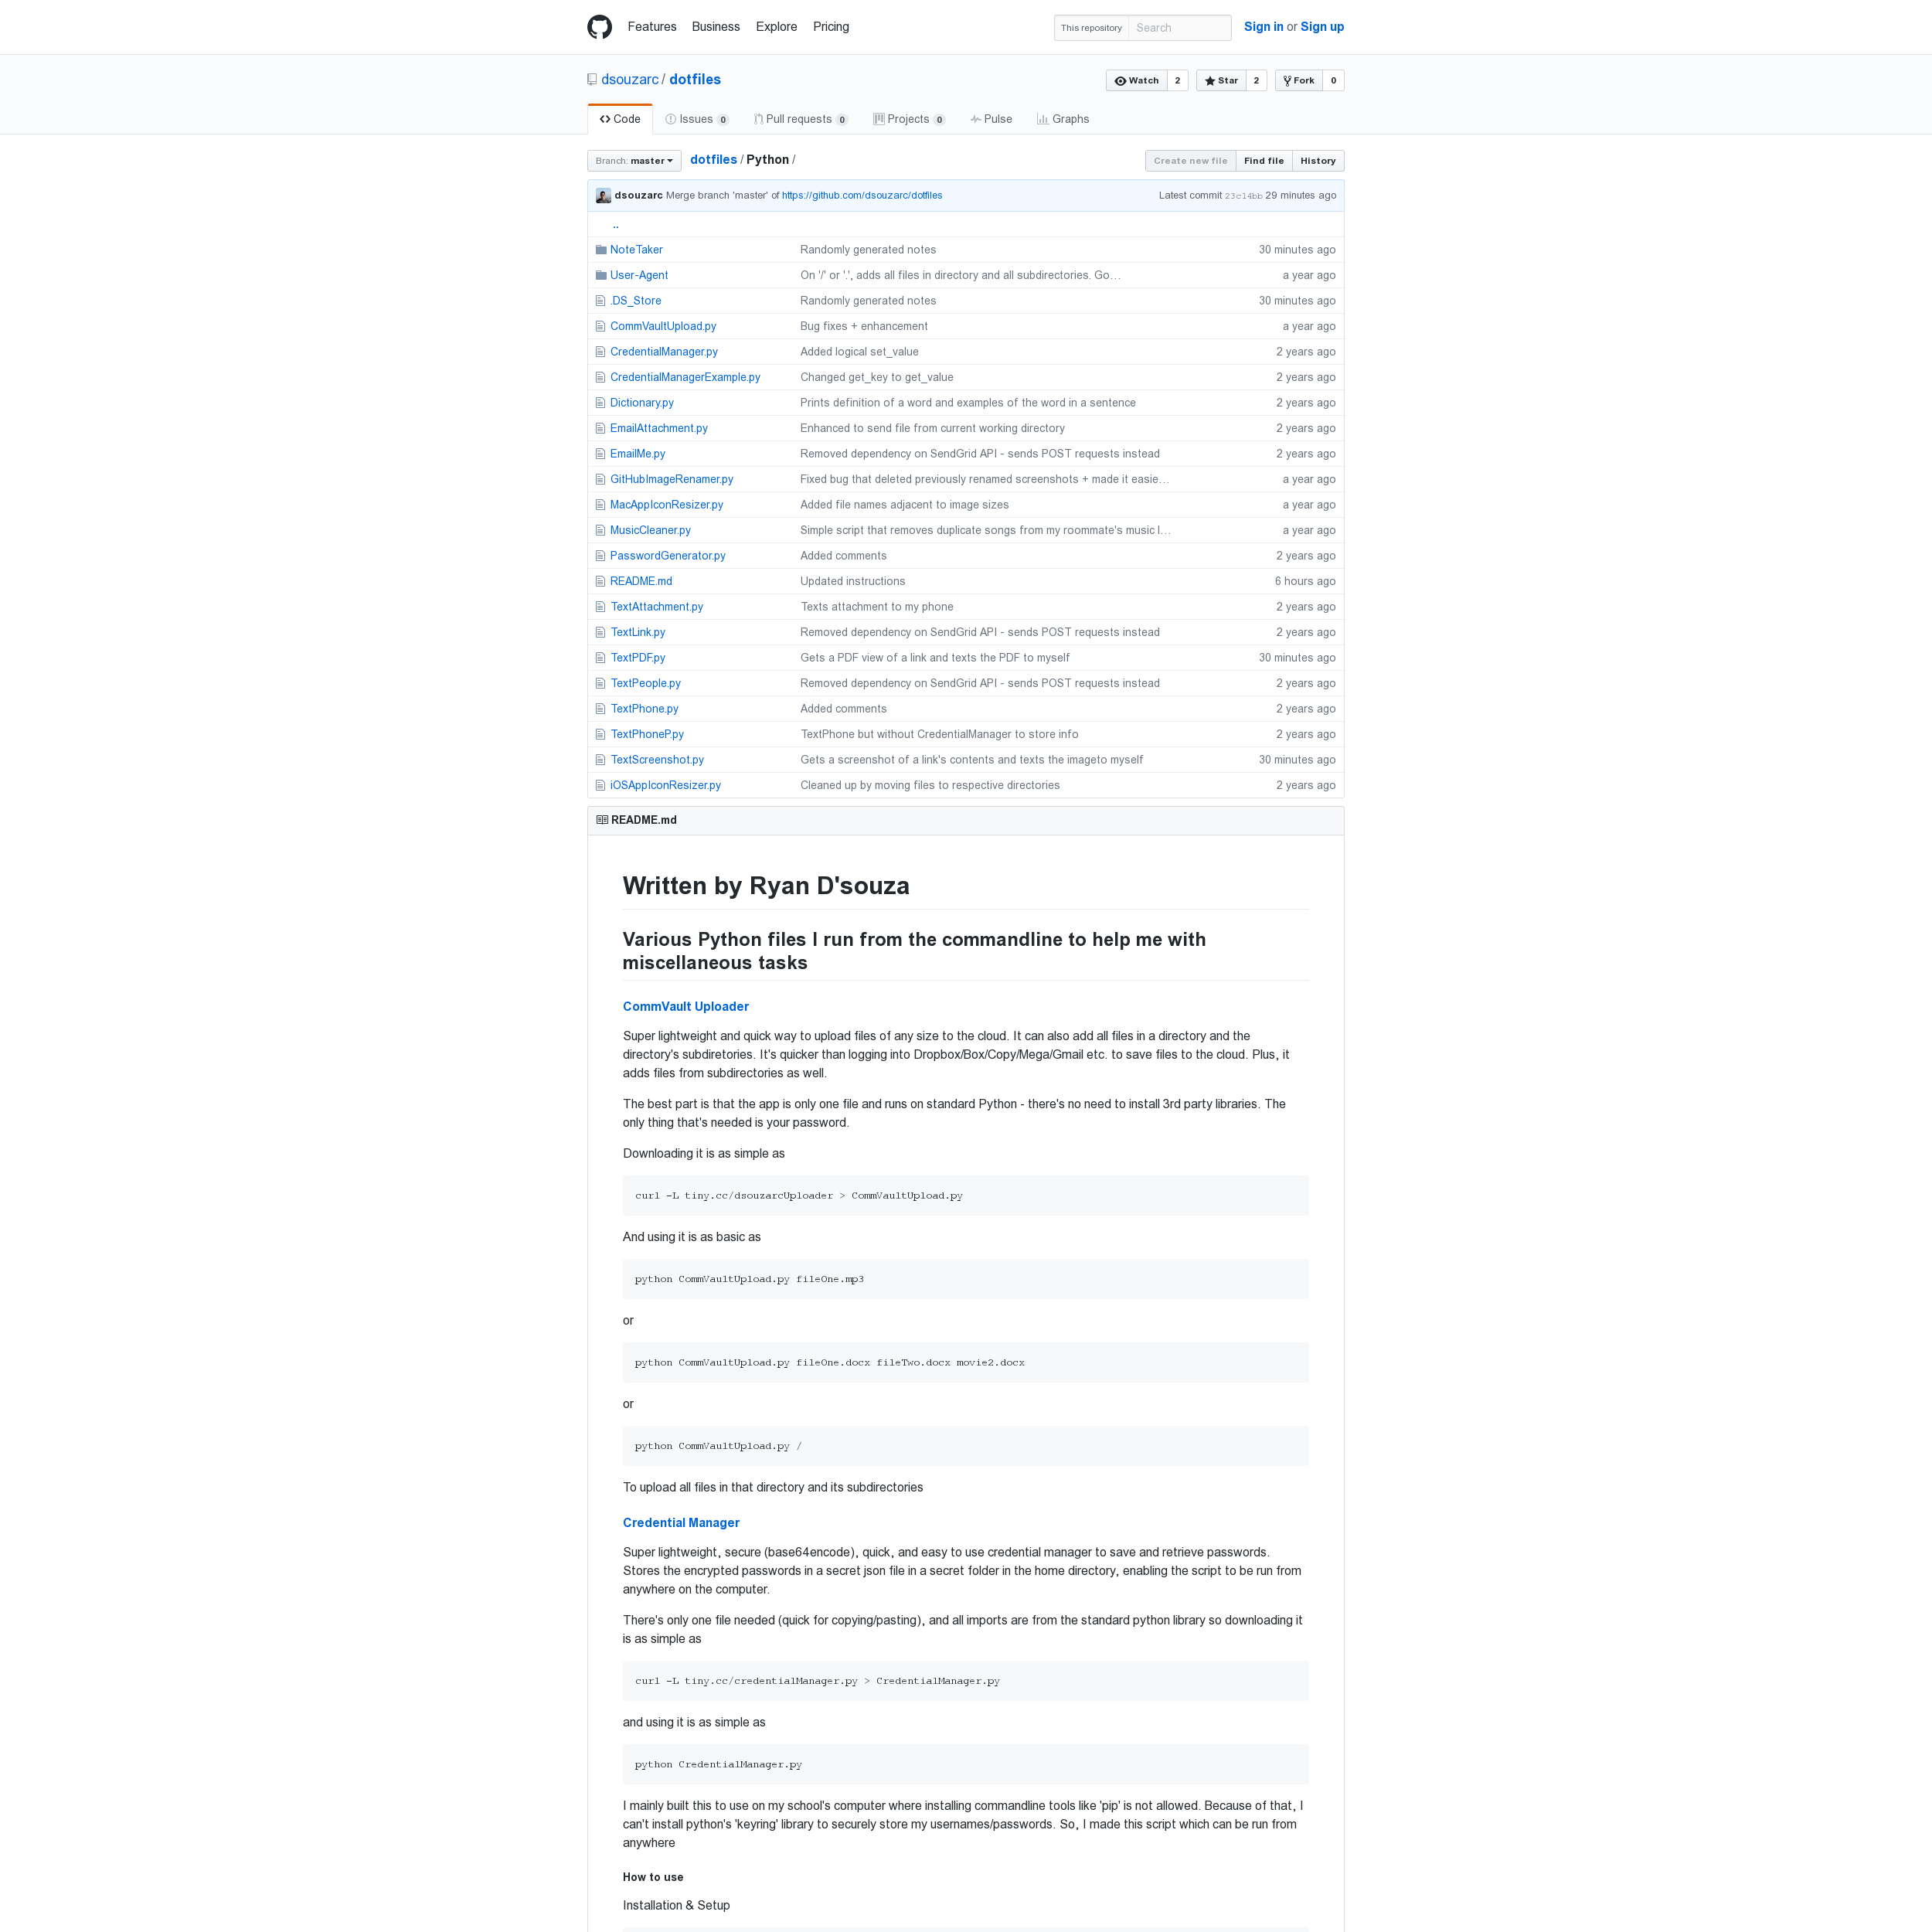 Features Business Explore Pricing This repository Search Sign in or Sign up
dsouzarc / dotfiles Watch 2 Star 2 Fork 0
Code Issues 0 Pull requests 0 Projects 0 Pulse Graphs
Branch: master dotfiles / Python / Create new file Find file History
dsouzarc Merge branch 'master' of https://github.com/dsouzarc/dotfiles Latest commit 23c14bb 29 minutes ago
..
NoteTaker Randomly generated notes 30 minutes ago
User-Agent On '/' or '.', adds all files in directory and all subdirectories. Go… a year ago
.DS_Store Randomly generated notes 30 minutes ago
CommVaultUpload.py Bug fixes + enhancement a year ago
CredentialManager.py Added logical set_value 2 years ago
CredentialManagerExample.py Changed get_key to get_value 2 years ago
Dictionary.py Prints definition of a word and examples of the word in a sentence 2 years ago
EmailAttachment.py Enhanced to send file from current working directory 2 years ago
EmailMe.py Removed dependency on SendGrid API - sends POST requests instead 2 years ago
GitHubImageRenamer.py Fixed bug that deleted previously renamed screenshots + made it easie… a year ago
MacAppIconResizer.py Added file names adjacent to image sizes a year ago
MusicCleaner.py Simple script that removes duplicate songs from my roommate's music l… a year ago
PasswordGenerator.py Added comments 2 years ago
README.md Updated instructions 6 hours ago
TextAttachment.py Texts attachment to my phone 2 years ago
TextLink.py Removed dependency on SendGrid API - sends POST requests instead 2 years ago
TextPDF.py Gets a PDF view of a link and texts the PDF to myself 30 minutes ago
TextPeople.py Removed dependency on SendGrid API - sends POST requests instead 2 years ago
TextPhone.py Added comments 2 years ago
TextPhoneP.py TextPhone but without CredentialManager to store info 2 years ago
TextScreenshot.py Gets a screenshot of a link's contents and texts the imageto myself 30 minutes ago
iOSAppIconResizer.py Cleaned up by moving files to respective directories 2 years ago
README.md
Written by Ryan D'souza
Various Python files I run from the commandline to help me with
miscellaneous tasks
CommVault Uploader
Super lightweight and quick way to upload files of any size to the cloud. It can also add all files in a directory and the
directory's subdiretories. It's quicker than logging into Dropbox/Box/Copy/Mega/Gmail etc. to save files to the cloud. Plus, it
adds files from subdirectories as well.
The best part is that the app is only one file and runs on standard Python - there's no need to install 3rd party libraries. The
only thing that's needed is your password.
Downloading it is as simple as
curl -L tiny.cc/dsouzarcUploader > CommVaultUpload.py
And using it is as basic as
python CommVaultUpload.py fileOne.mp3
or
python CommVaultUpload.py fileOne.docx fileTwo.docx movie2.docx
or
python CommVaultUpload.py /
To upload all files in that directory and its subdirectories
Credential Manager
Super lightweight, secure (base64encode), quick, and easy to use credential manager to save and retrieve passwords.
Stores the encrypted passwords in a secret json file in a secret folder in the home directory, enabling the script to be run from
anywhere on the computer.
There's only one file needed (quick for copying/pasting), and all imports are from the standard python library so downloading it
is as simple as
curl -L tiny.cc/credentialManager.py > CredentialManager.py
and using it is as simple as
python CredentialManager.py
I mainly built this to use on my school's computer where installing commandline tools like 'pip' is not allowed. Because of that, I
can't install python's 'keyring' library to securely store my usernames/passwords. So, I made this script which can be run from
anywhere
How to use
Installation & Setup